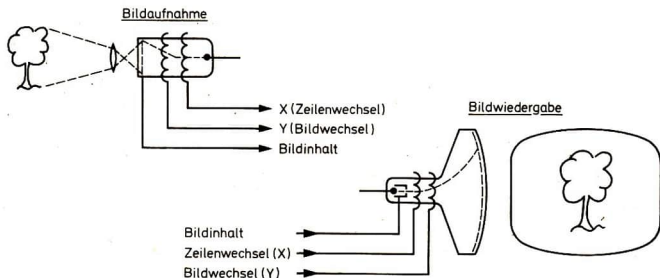 Bildaufnahme
X (Zeilenwechsel)
Y (Bildwechsel)
Bildinhalt
Bildwiedergabe
Bildinhalt
Zeilenwechsel (X)
Bildwechsel (Y)